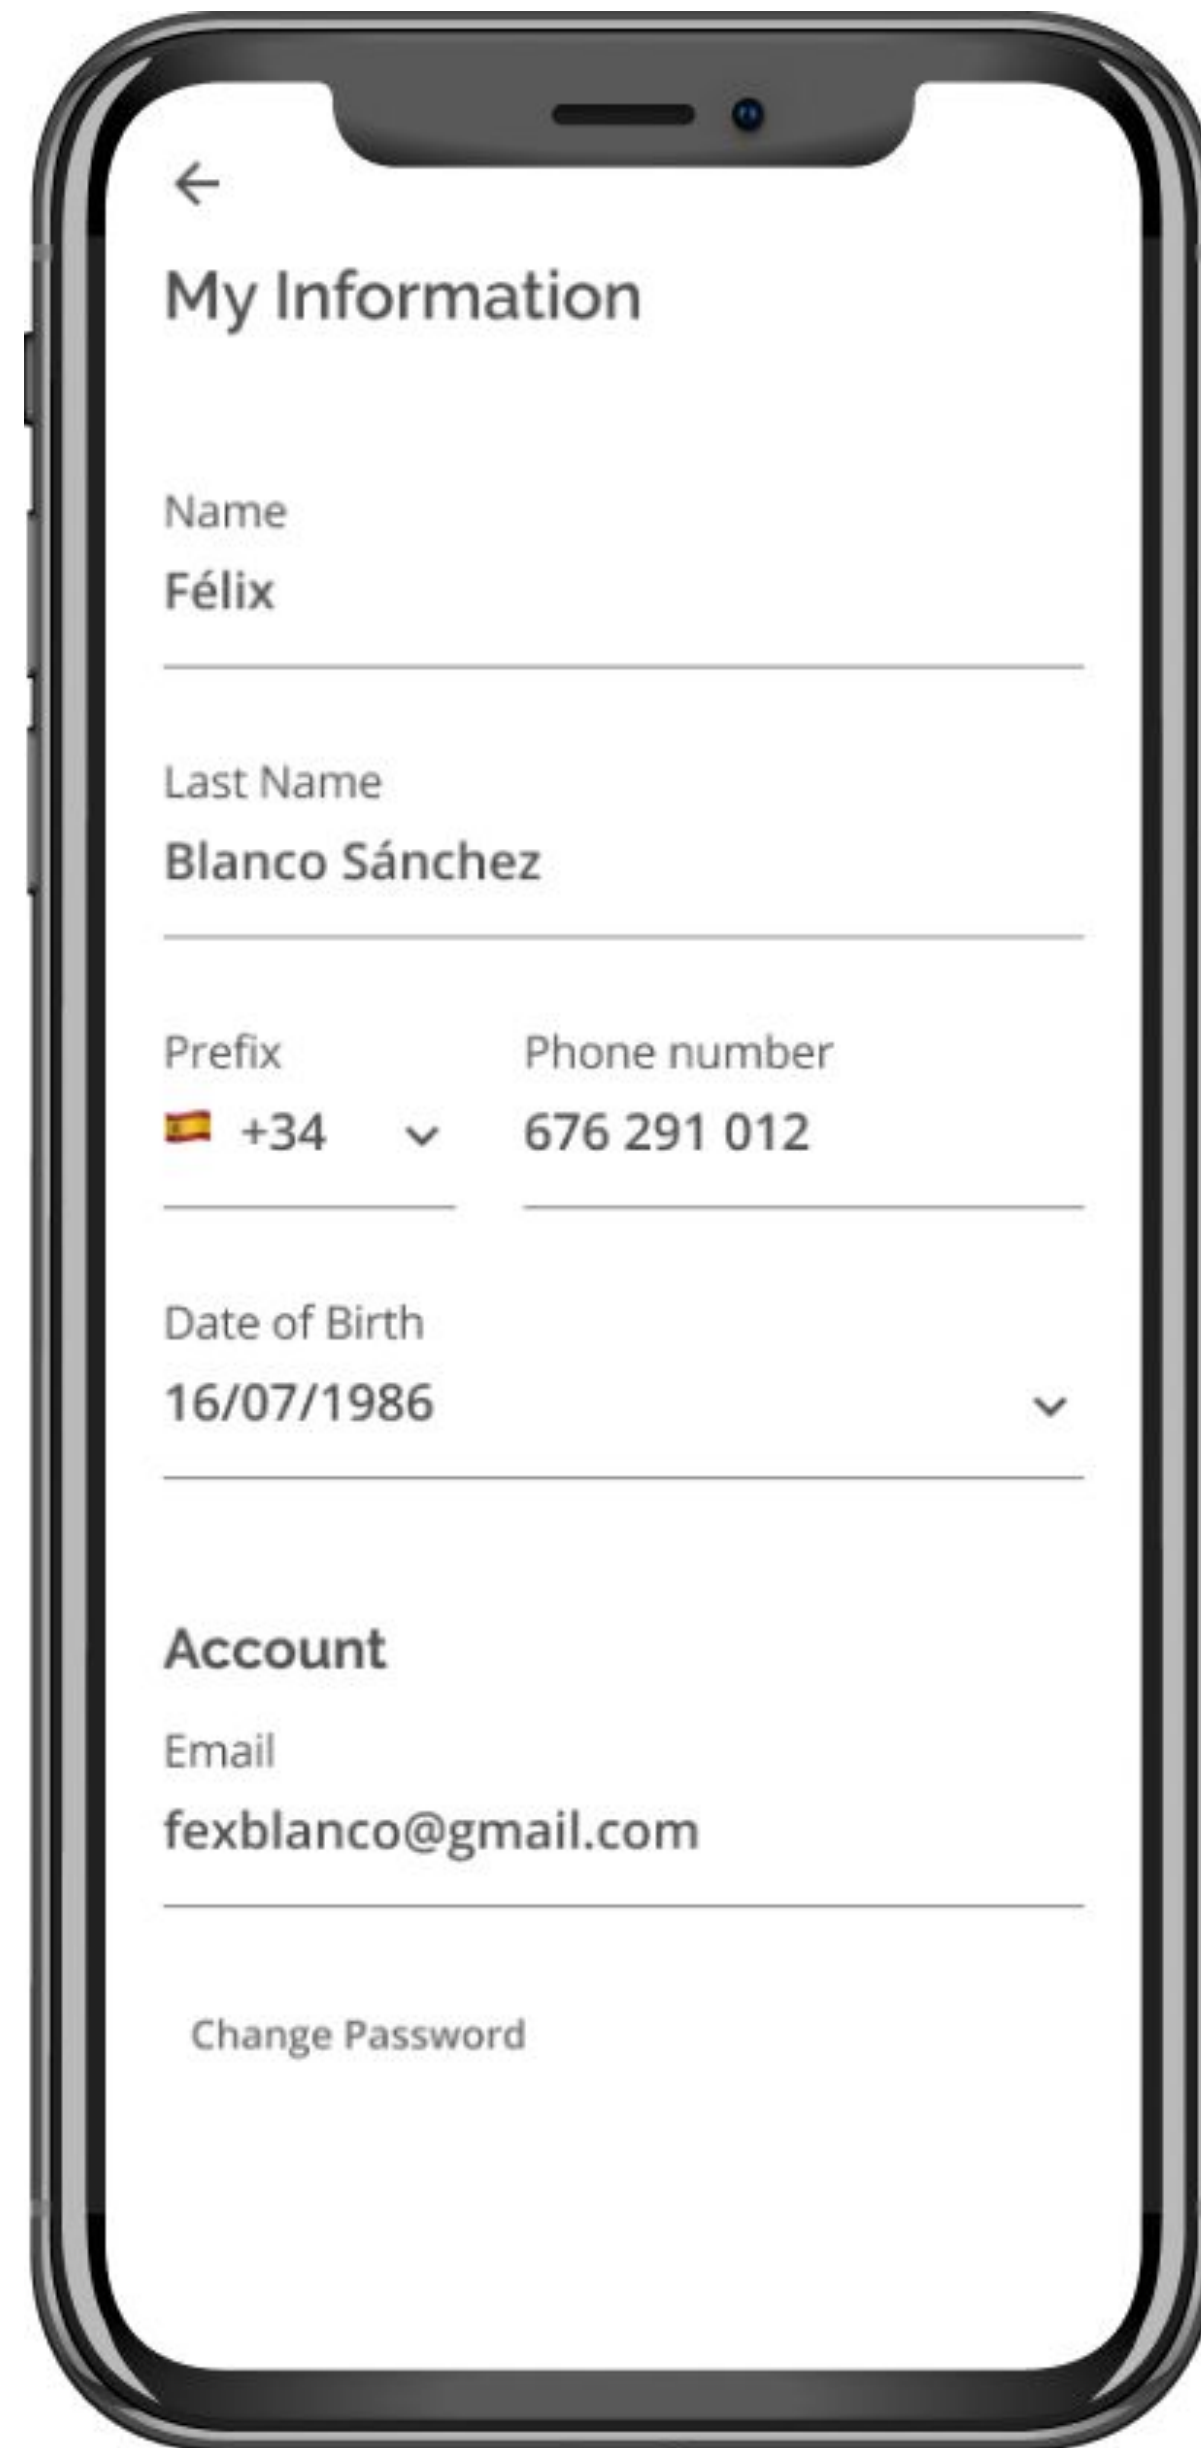 My Information
Name
Félix
Last Name
Blanco Sánchez
Prefix Phone number
+34 676 291 012
Date of Birth
16/07/1986
Account
Email
fexblanco@gmail.com
Change Password